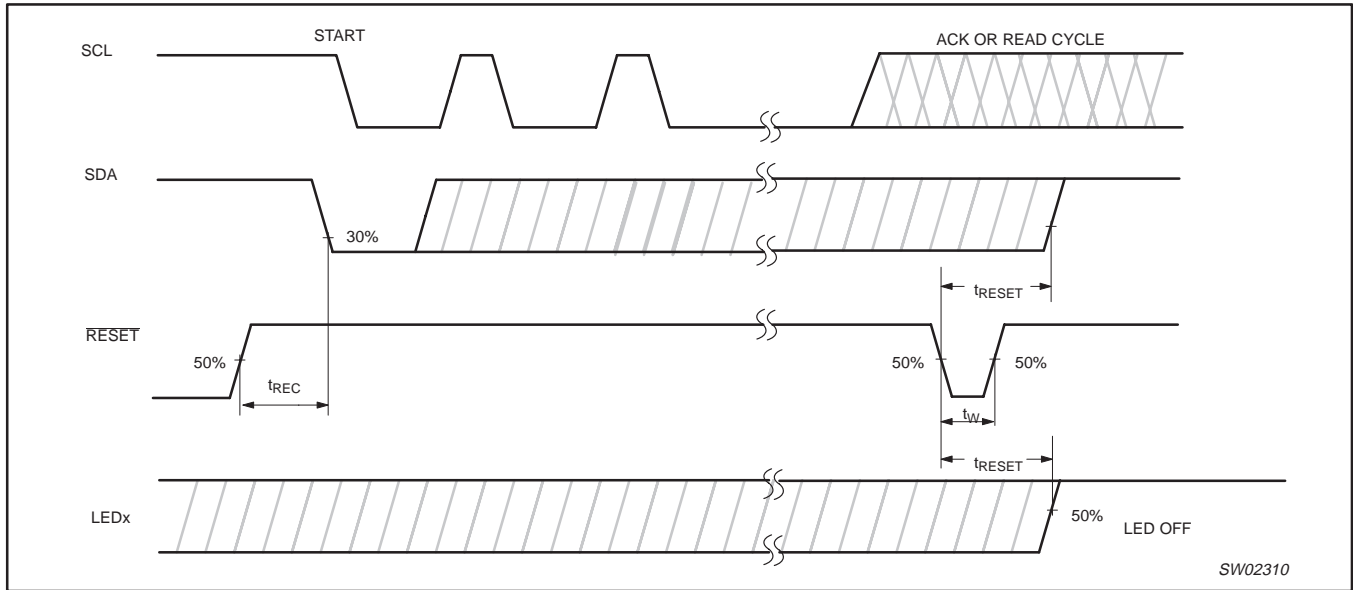 START
ACK OR READ CYCLE
SCL
SDA
30%
tRESET
RESET
50%
50%
50%
tREC
tW
tRESET
LEDx
50%
LED OFF
SW02310